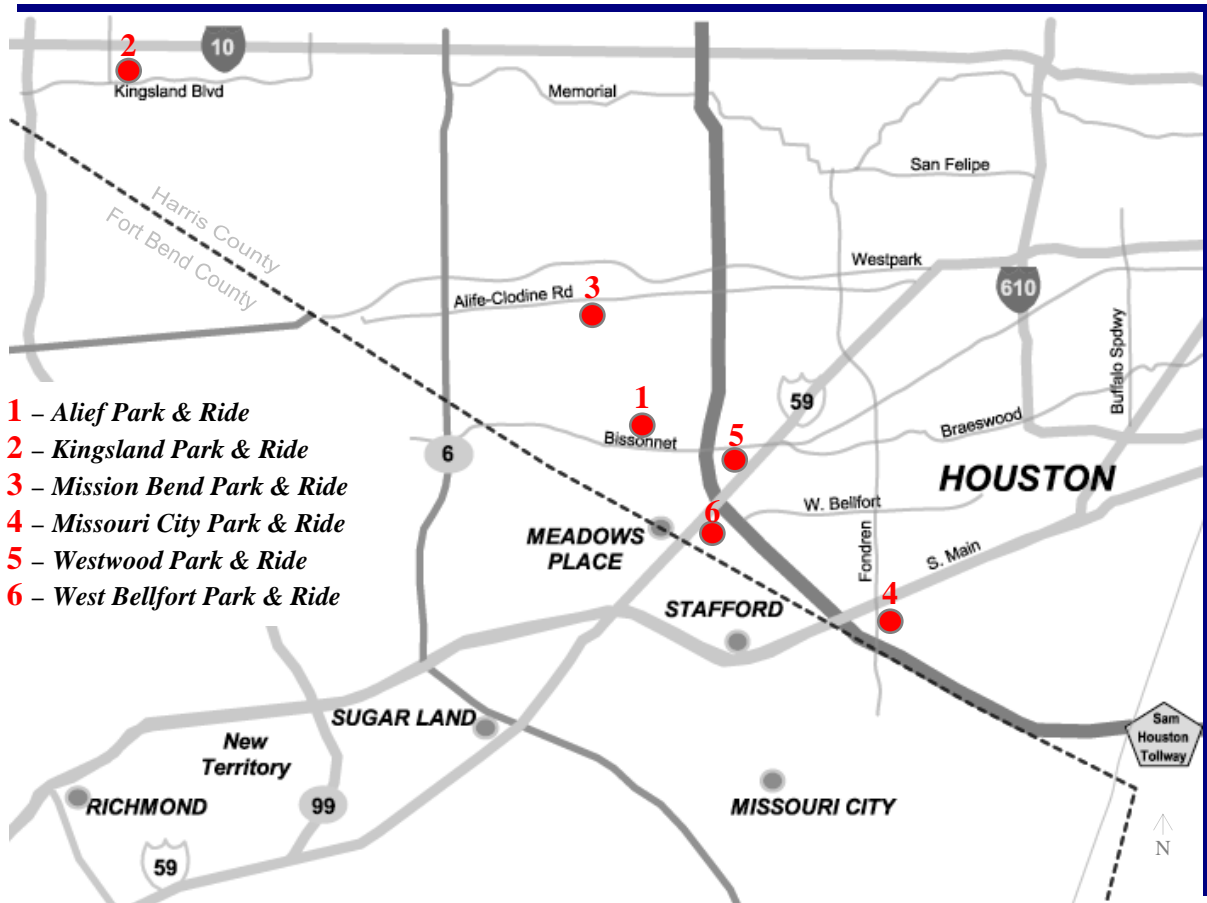 2
10
Kingsland Blvd
Memorial
San Felipe
Harris County
Fort Bend County
Westpark
Alife-Clodine Rd
3
610
Buffalo Spdwy
59
1 – Alief Park & Ride
2 – Kingsland Park & Ride
3 – Mission Bend Park & Ride
4 – Missouri City Park & Ride
5 – Westwood Park & Ride
6 – West Bellfort Park & Ride
1
Bissonnet
5
Braeswood
6
HOUSTON
6
W. Bellfort
MEADOWS
PLACE
Fondren
S. Main
4
STAFFORD
SUGAR LAND
New
Territory
Sam
Houston
Tollway
RICHMOND
99
MISSOURI CITY
59
N